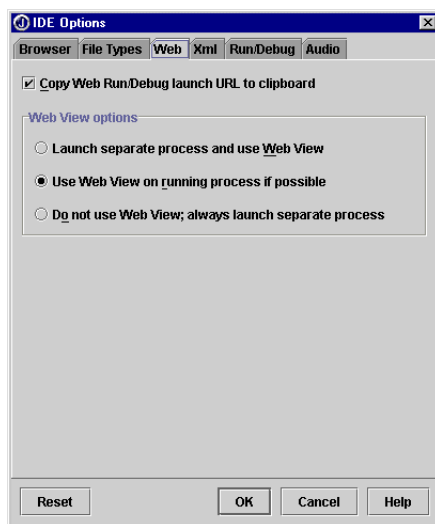 IDE Options
Browser File Types Web Xml Run/Debug Audio
Copy Web Run/Debug launch URL to clipboard
Web View options
Launch separate process and use Web View
Use Web View on running process if possible
Do not use Web View; always launch separate process
Reset OK Cancel Help